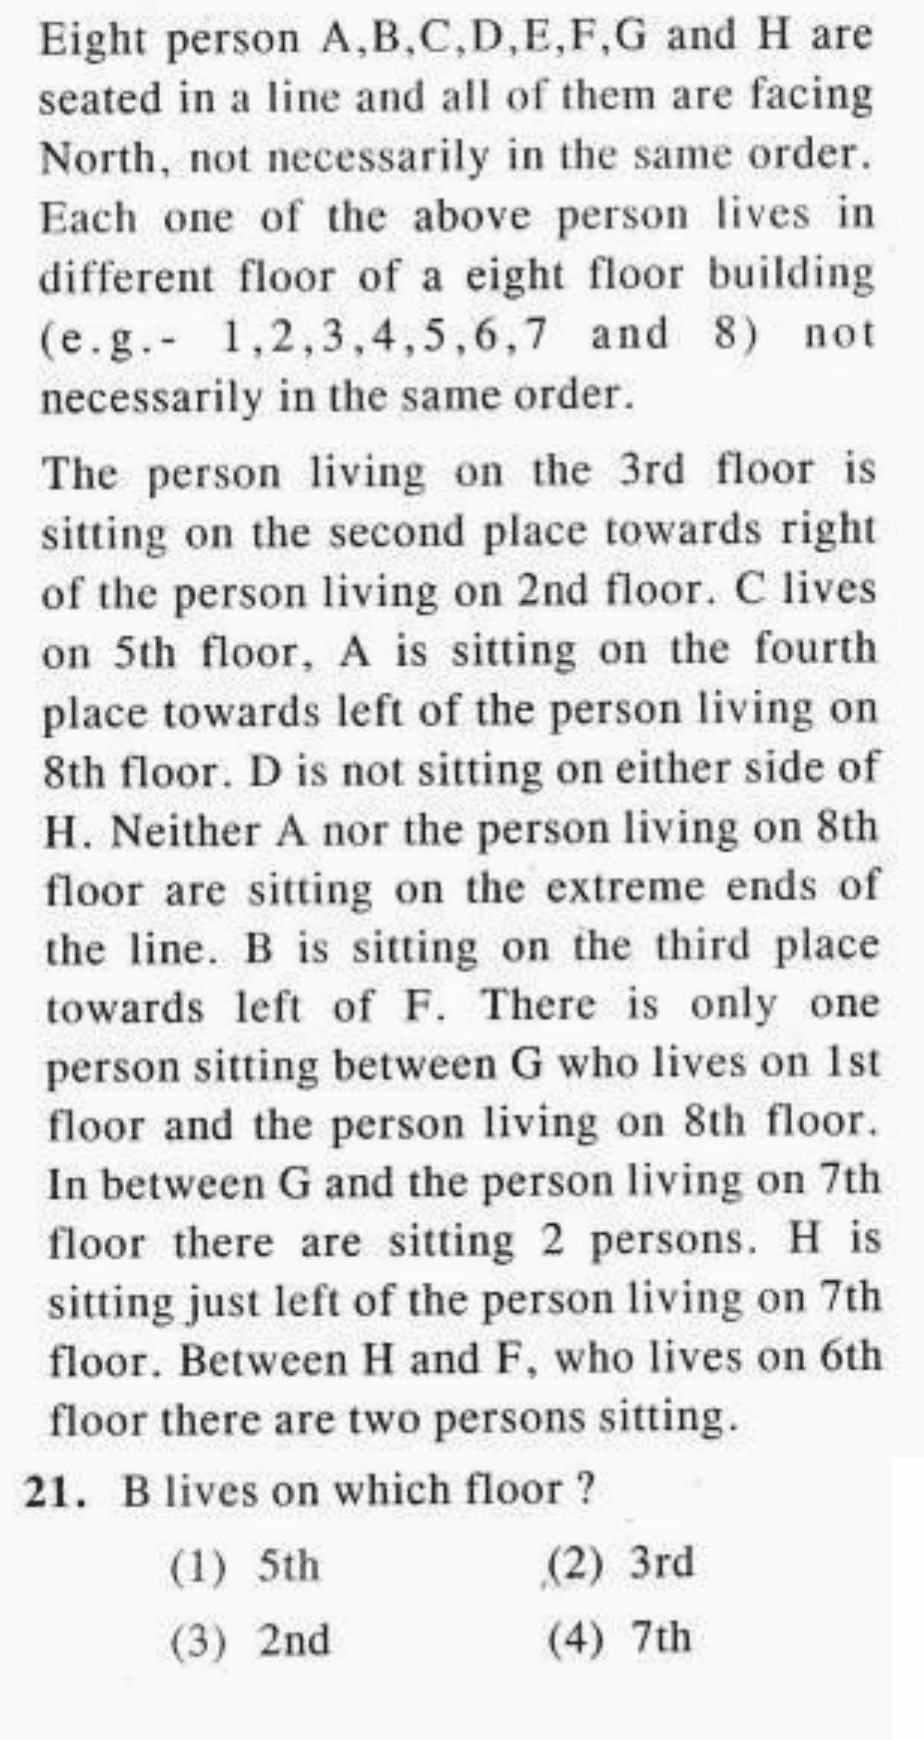 Eight person A,B,C,D,E,F,G and H are
seated in a line and all of them are facing
North, not necessarily in the same order.
Each one of the above person lives in
different floor of a eight floor building
(e.g.- 1,2,3,4,5,6,7 and 8) not
necessarily in the same order.
The person living on the 3rd floor is
sitting on the second place towards right
of the person living on 2nd floor. C lives
on 5th floor, A is sitting on the fourth
place towards left of the person living on
8th floor. D is not sitting on either side of
H. Neither A nor the person living on 8th
floor are sitting on the extreme ends of
the line. B is sitting on the third place
towards left of F. There is only one
person sitting between G who lives on 1st
floor and the person living on 8th floor.
In between G and the person living on 7th
floor there are sitting 2 persons. H is
sitting just left of the person living on 7th
floor. Between H and F, who lives on 6th
floor there are two persons sitting.
21. B lives on which floor ?
(1) 5th (2) 3rd
(3) 2nd (4) 7th